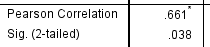 Pearson Correlation .661*
Sig. (2-tailed) .038